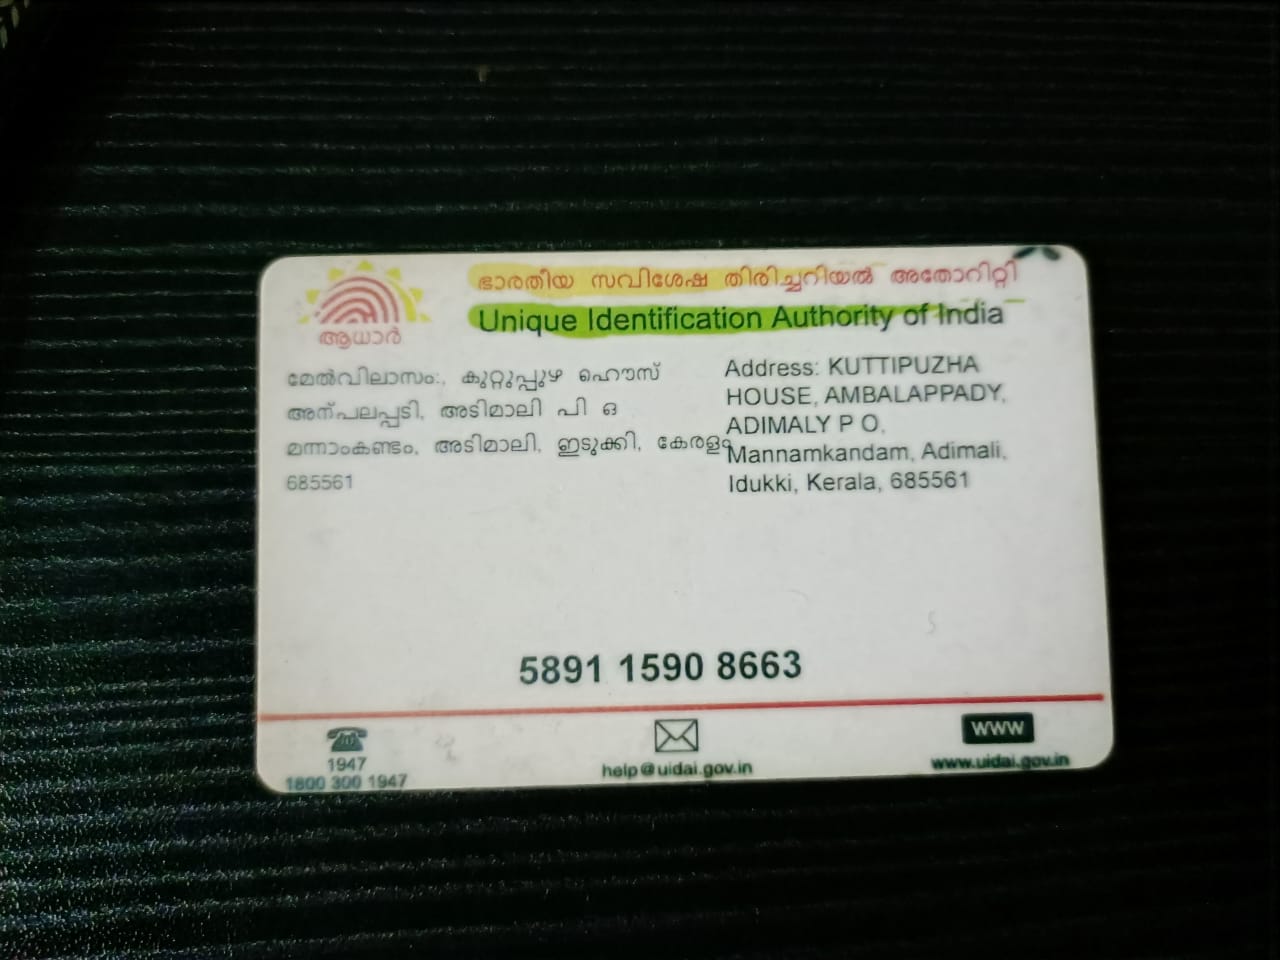 ഭാരതീയ സവിശേഷ തിരിച്ചറിയൽ അതോറിറ്റി
Unique Identification Authority of India
ആധാർ
മേൽവിലാസം:, കുറ്റുപ്പുഴ ഹൌസ്
അന്പലപ്പടി, അടിമാലി പി ഒ
മന്നാംകണ്ടം, അടിമാലി, ഇടുക്കി, കേരളം
685561
Address: KUTTIPUZHA
HOUSE, AMBALAPPADY,
ADIMALY P O,
Mannamkandam, Adimali,
Idukki, Kerala, 685561
5891 1590 8663
1947
1800 300 1947
help@uidai.gov.in
WWW
www.uidai.gov.in